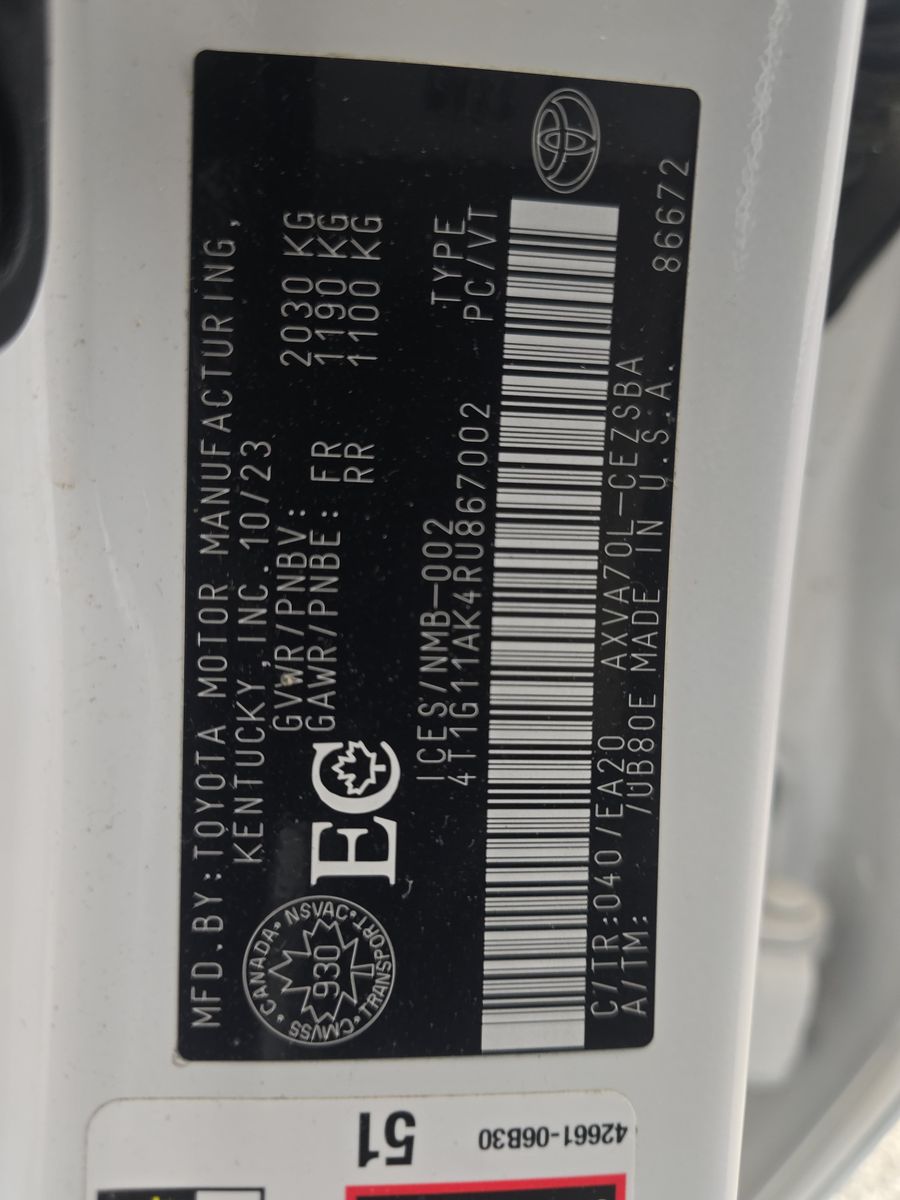 MFD.BY:TOYOTA MOTOR MANUFACTURING,
KENTUCKY,INC.10/23
GVWR/PNBV: 2030 KG
GAWR/PNBE: FR 1190 KG
RR 1100 KG
CANADA • NSVAC • TRANSPORT • CMVSS •
930
EC
ICES/NMB-002 TYPE
4T1G11AK4RU867002 PC/VT
C/TR:040/EA20 AXVA70L-CEZSBA
A/TM: /UB80E MADE IN U.S.A. 86672
51
42661-06B30